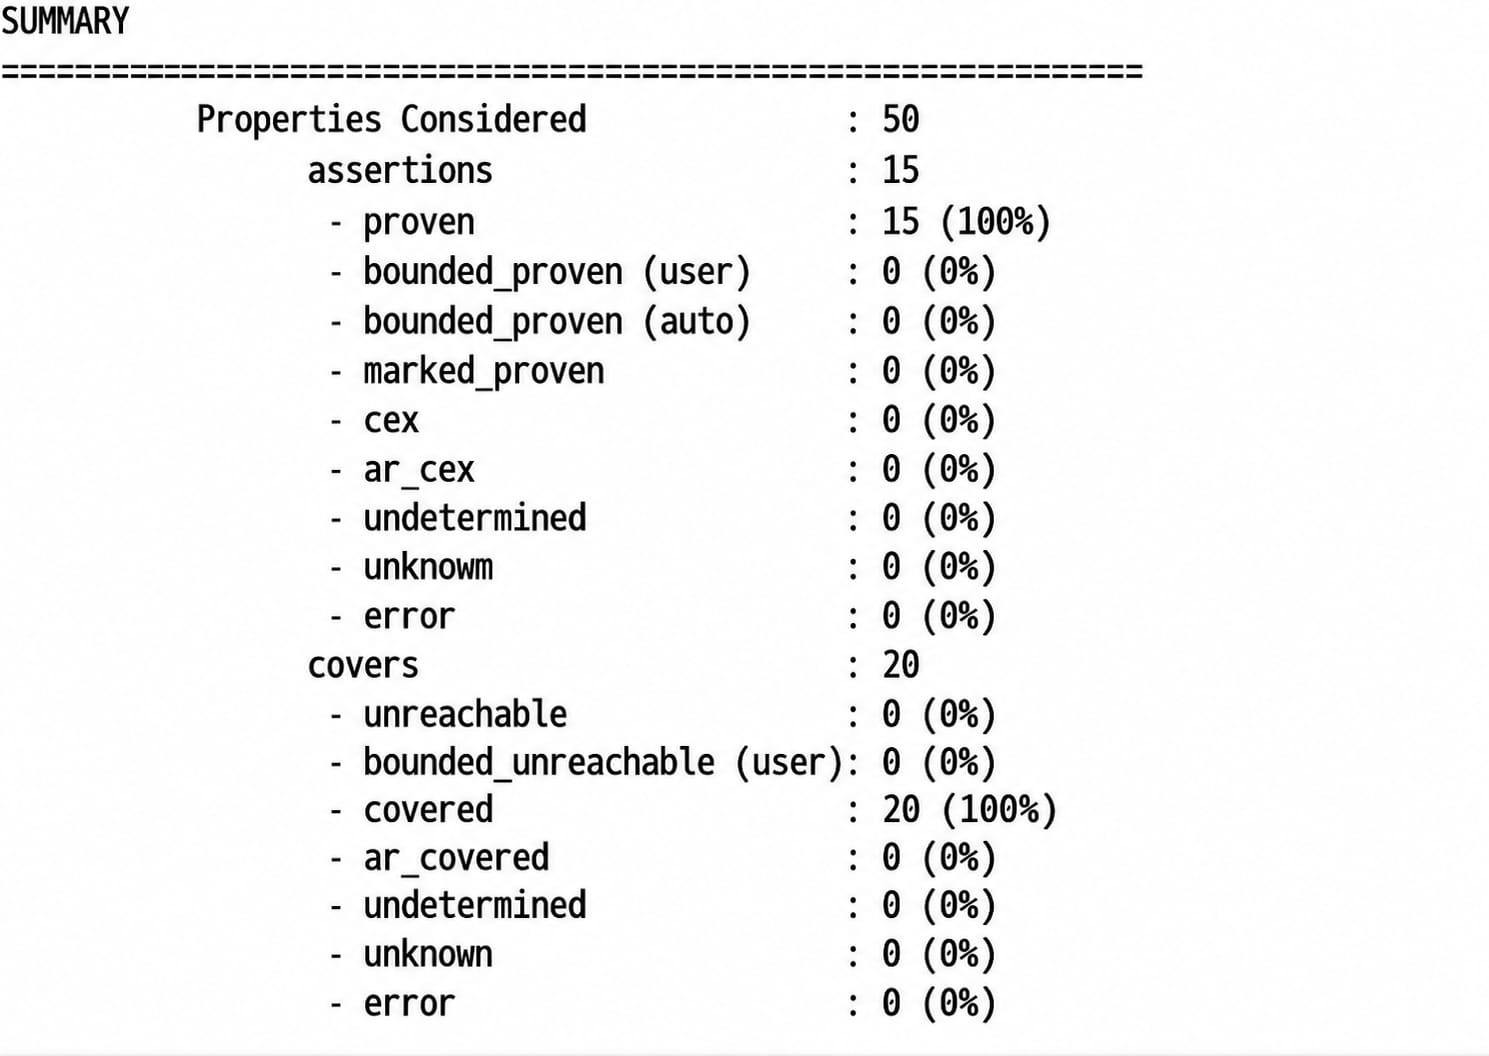 SUMMARY
==============================================================
Properties Considered : 50
assertions : 15
- proven : 15 (100%)
- bounded_proven (user) : 0 (0%)
- bounded_proven (auto) : 0 (0%)
- marked_proven : 0 (0%)
- cex : 0 (0%)
- ar_cex : 0 (0%)
- undetermined : 0 (0%)
- unknowm : 0 (0%)
- error : 0 (0%)
covers : 20
- unreachable : 0 (0%)
- bounded_unreachable (user): 0 (0%)
- covered : 20 (100%)
- ar_covered : 0 (0%)
- undetermined : 0 (0%)
- unknown : 0 (0%)
- error : 0 (0%)